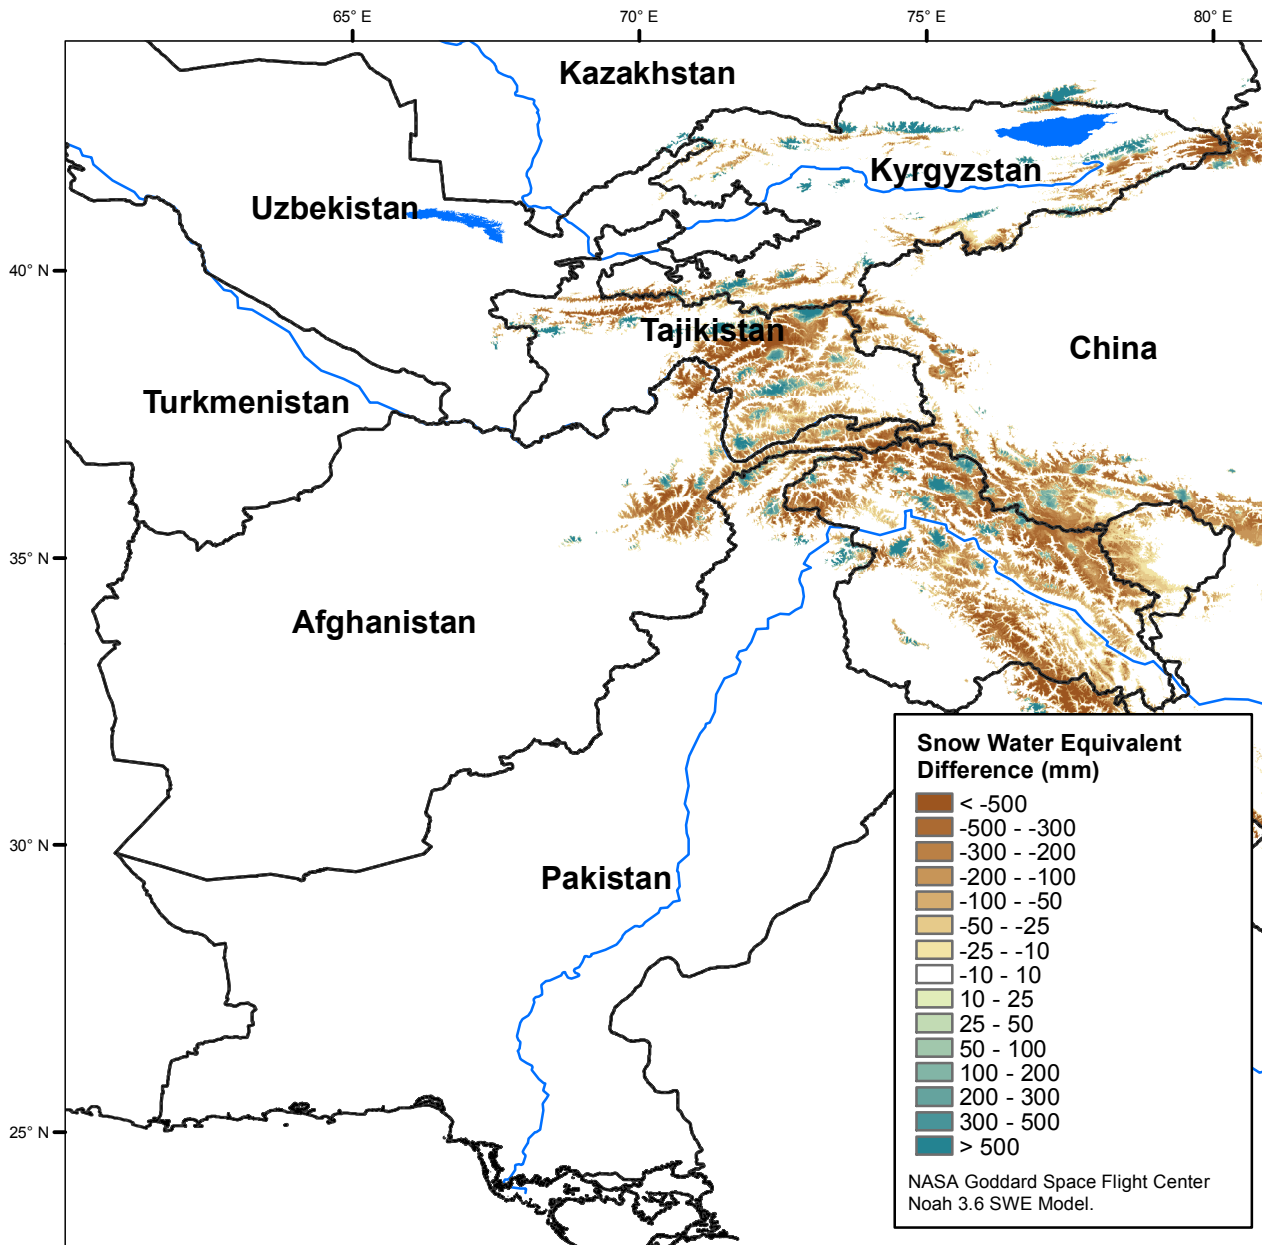 65° E
70° E
75° E
80° E
Kazakhstan
Kyrgyzstan
Uzbekistan
40° N
Tajikistan
China
Turkmenistan
35° N
Afghanistan
30° N
Pakistan
25° N
Snow Water Equivalent
Difference (mm)
< -500
-500 - -300
-300 - -200
-200 - -100
-100 - -50
-50 - -25
-25 - -10
-10 - 10
10 - 25
25 - 50
50 - 100
100 - 200
200 - 300
300 - 500
> 500
NASA Goddard Space Flight Center
Noah 3.6 SWE Model.